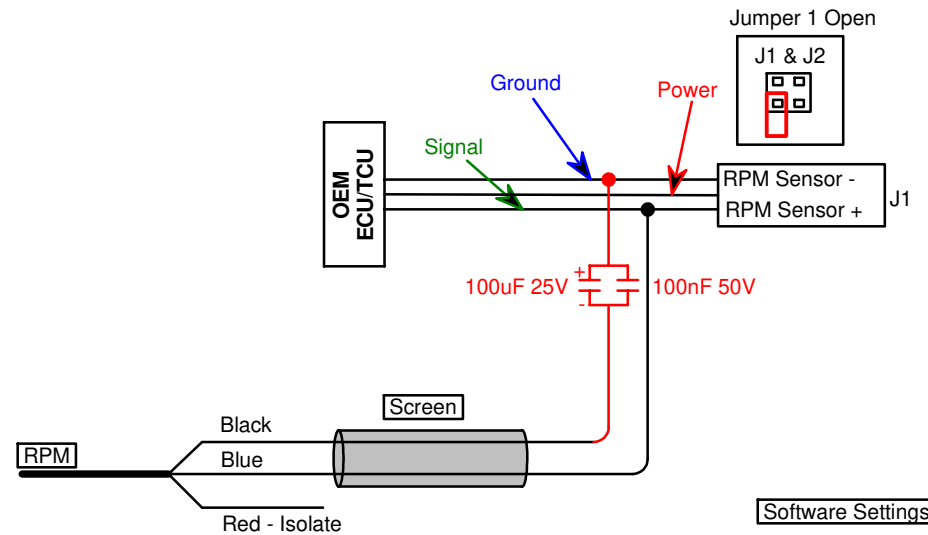 Jumper 1 Open
J1 & J2
Ground
Power
Signal
OEM
ECU/TCU
RPM Sensor -
RPM Sensor +
J1
+
100uF 25V
-
100nF 50V
Screen
Black
RPM
Blue
Red - Isolate
Software Settings